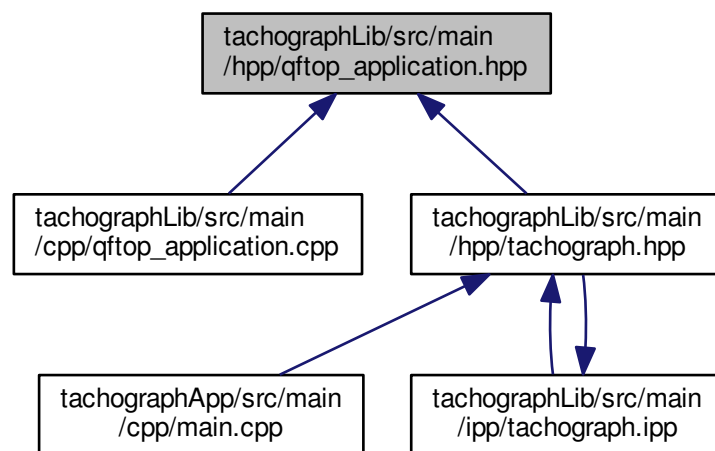 tachographLib/src/main
/hpp/qftop_application.hpp
tachographLib/src/main
/cpp/qftop_application.cpp
tachographLib/src/main
/hpp/tachograph.hpp
tachographApp/src/main
/cpp/main.cpp
tachographLib/src/main
/ipp/tachograph.ipp